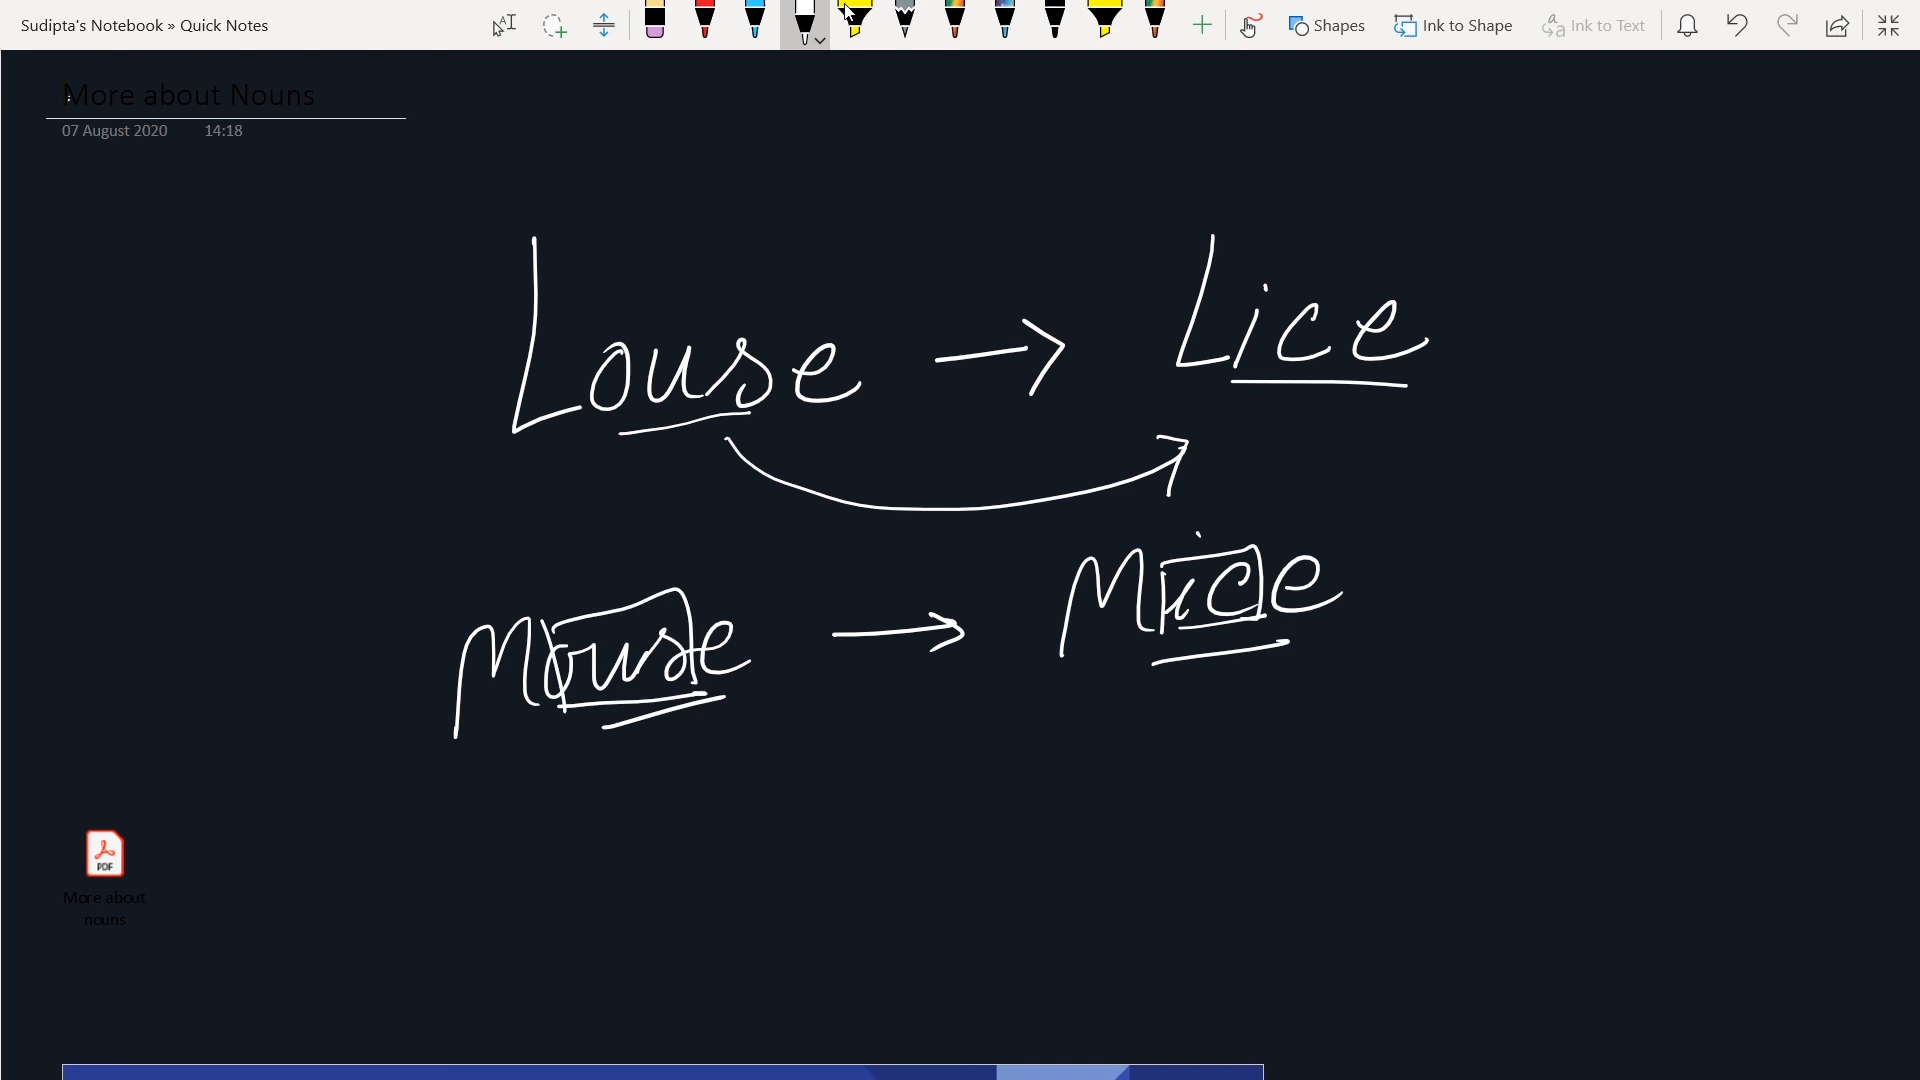 Sudipta's Notebook » Quick Notes
Shapes
Ink to Shape
Ink to Text
More about Nouns
07 August 2020 14:18
Louse → Lice
Mouse → Mice
PDF
More about
nouns